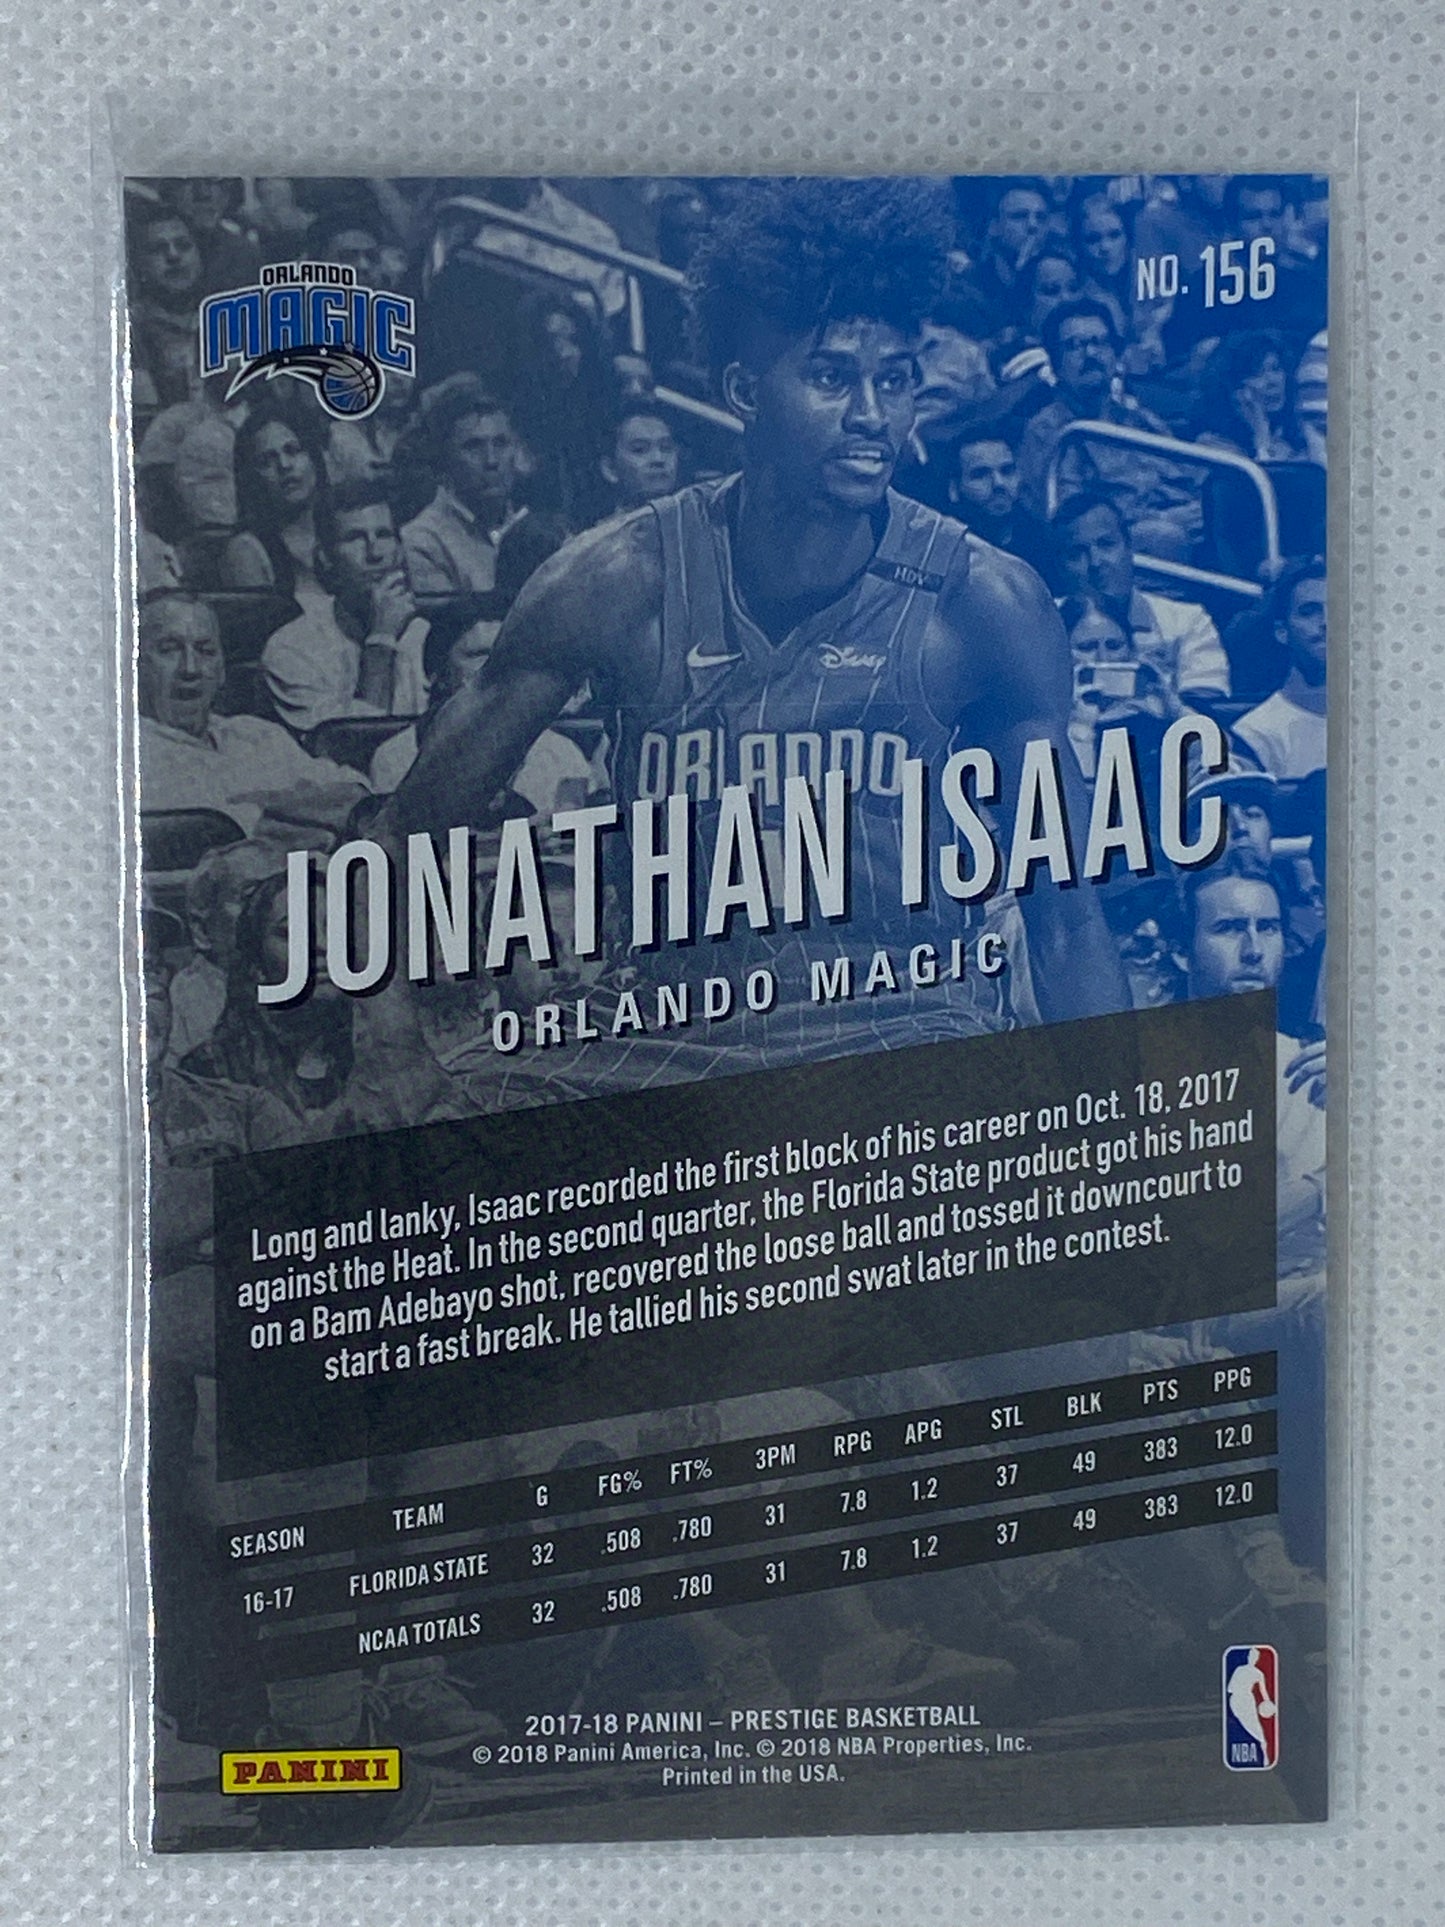 ORLANDO
MAGIC
NO. 156
HDV
Disney
ORLANDO
JONATHAN ISAAC
ORLANDO MAGIC
Long and lanky, Isaac recorded the first block of his career on Oct. 18, 2017
against the Heat. In the second quarter, the Florida State product got his hand
on a Bam Adebayo shot, recovered the loose ball and tossed it downcourt to
start a fast break. He tallied his second swat later in the contest.
SEASON TEAM G FG% FT% 3PM RPG APG STL BLK PTS PPG
16-17 FLORIDA STATE 32 .508 .780 31 7.8 1.2 37 49 383 12.0
NCAA TOTALS 32 .508 .780 31 7.8 1.2 37 49 383 12.0
2017-18 PANINI – PRESTIGE BASKETBALL
© 2018 Panini America, Inc. © 2018 NBA Properties, Inc.
Printed in the USA.
PANINI
NBA